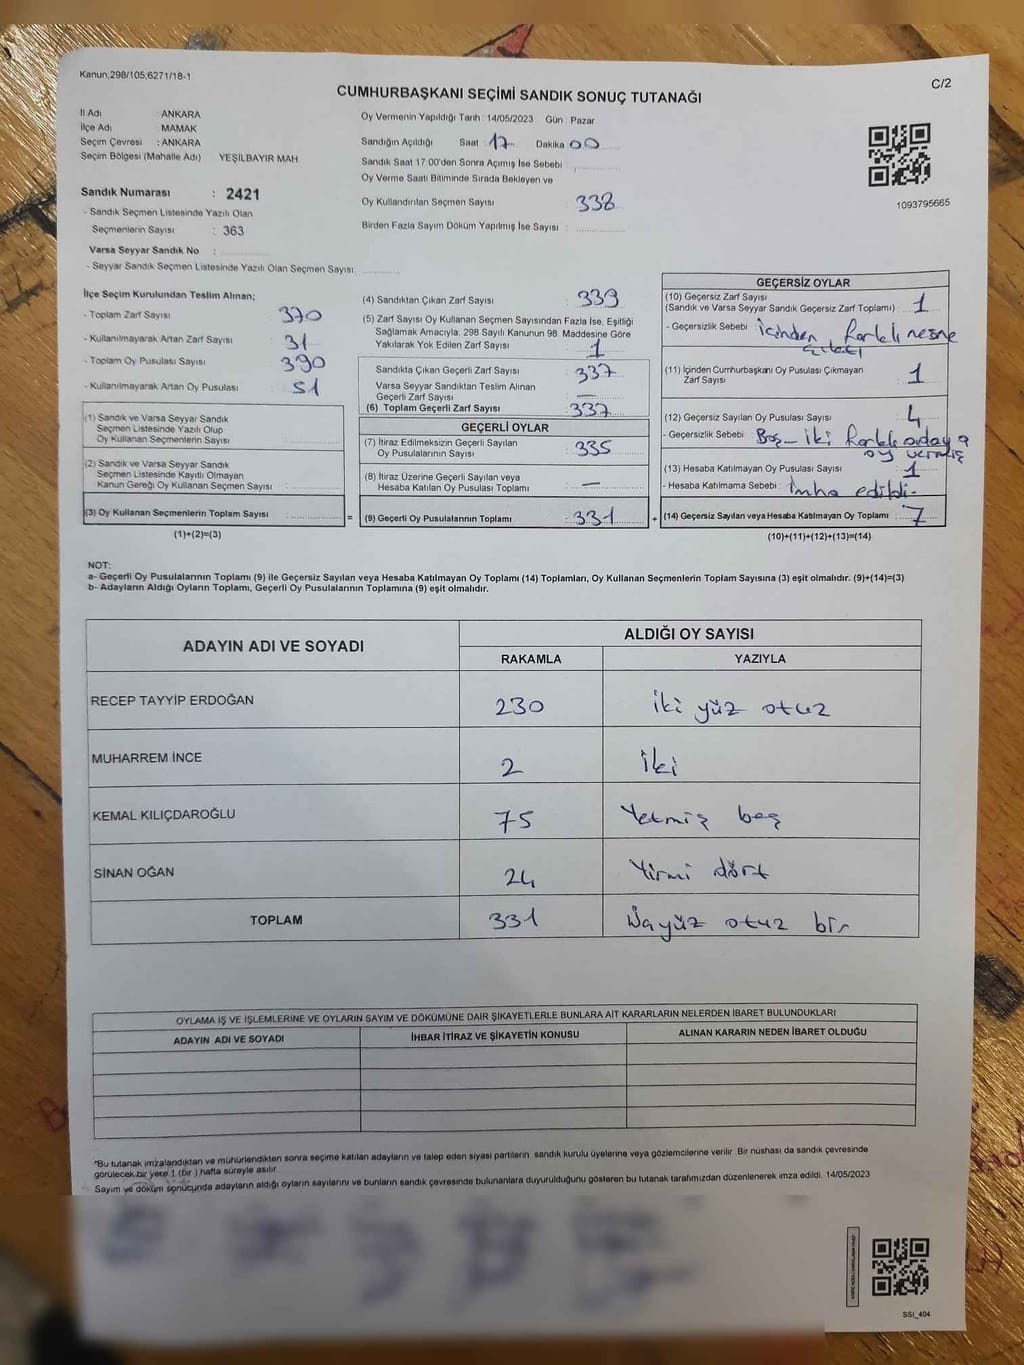 Kanun;298/105;6271/18-1
C/2
CUMHURBAŞKANI SEÇİMİ SANDIK SONUÇ TUTANAĞI
İl Adı : ANKARA
İlçe Adı : MAMAK
Seçim Çevresi : ANKARA
Seçim Bölgesi (Mahalle Adı) YEŞİLBAYIR MAH
Sandık Numarası : 2421
- Sandık Seçmen Listesinde Yazılı Olan
Seçmenlerin Sayısı : 363
Varsa Seyyar Sandık No :
- Seyyar Sandık Seçmen Listesinde Yazılı Olan Seçmen Sayısı:
Oy Vermenin Yapıldığı Tarih : 14/05/2023 Gün : Pazar
Sandığın Açıldığı Saat 17 Dakika 00
Sandık Saat 17:00'den Sonra Açımış İse Sebebi
Oy Verme Saati Bitiminde Sırada Bekleyen ve
Oy Kullandırılan Seçmen Sayısı : 338
Birden Fazla Sayım Döküm Yapılmış İse Sayısı :
1093795665
İlçe Seçim Kurulundan Teslim Alınan;
- Toplam Zarf Sayısı : 370
- Kullanılmayarak Artan Zarf Sayısı : 31
- Toplam Oy Pusulası Sayısı : 390
- Kullanılmayarak Artan Oy Pusulası : 51
(1) Sandık ve Varsa Seyyar Sandık
Seçmen Listesinde Yazılı Olup
Oy Kullanan Seçmenlerin Sayısı :
(2) Sandık ve Varsa Seyyar Sandık
Seçmen Listesinde Kayıtlı Olmayan
Kanun Gereği Oy Kullanan Seçmen Sayısı :
(3) Oy Kullanan Seçmenlerin Toplam Sayısı :
(1)+(2)=(3)
(4) Sandıktan Çıkan Zarf Sayısı : 339
(5) Zarf Sayısı Oy Kullanan Seçmen Sayısından Fazla İse, Eşitliği
Sağlamak Amacıyla; 298 Sayılı Kanunun 98. Maddesine Göre
Yakılarak Yok Edilen Zarf Sayısı : 1
Sandıkta Çıkan Geçerli Zarf Sayısı : 337
Varsa Seyyar Sandıktan Teslim Alınan
Geçerli Zarf Sayısı : —
(6) Toplam Geçerli Zarf Sayısı : 337
GEÇERLİ OYLAR
(7) İtiraz Edilmeksizin Geçerli Sayılan
Oy Pusulasının Sayısı : 335
(8) İtiraz Üzerine Geçerli Sayılan veya
Hesaba Katılan Oy Pusulası Toplamı : —
= (9) Geçerli Oy Pusulalarının Toplamı : 331 +
GEÇERSİZ OYLAR
(10) Geçersiz Zarf Sayısı
(Sandık ve Varsa Seyyar Sandık Geçersiz Zarf Toplamı) : 1
- Geçersizlik Sebebi : İçinden farklı nesne
çıktı
(11) İçinden Cumhurbaşkanı Oy Pusulası Çıkmayan
Zarf Sayısı : 1
(12) Geçersiz Sayılan Oy Pusulası Sayısı : 4
- Geçersizlik Sebebi : Boş - iki farklı adaya
oy vermiş
(13) Hesaba Katılmayan Oy Pusulası Sayısı : 1
- Hesaba Katılmama Sebebi : İmha edildi-
(14) Geçersiz Sayılan veya Hesaba Katılmayan Oy Toplamı : 7
(10)+(11)+(12)+(13)=(14)
NOT:
a- Geçerli Oy Pusulalarının Toplamı (9) ile Geçersiz Sayılan veya Hesaba Katılmayan Oy Toplamı (14) Toplamları, Oy Kullanan Seçmenlerin Toplam Sayısına (3) eşit olmalıdır. (9)+(14)=(3)
b- Adayların Aldığı Oyların Toplamı, Geçerli Oy Pusulalarının Toplamına (9) eşit olmalıdır.
ADAYIN ADI VE SOYADI ALDIĞI OY SAYISI
RAKAMLA YAZIYLA
RECEP TAYYİP ERDOĞAN 230 iki yüz otuz
MUHARREM İNCE 2 iki
KEMAL KILIÇDAROĞLU 75 Yetmiş beş
SİNAN OĞAN 24 Yirmi dört
TOPLAM 331 Üçyüz otuz bir
OYLAMA İŞ VE İŞLEMLERİNE VE OYLARIN SAYIM VE DÖKÜMÜNE DAİR ŞİKAYETLERLE BUNLARA AİT KARARLARIN NELERDEN İBARET BULUNDUKLARI
ADAYIN ADI VE SOYADI İHBAR İTİRAZ VE ŞİKAYETİN KONUSU ALINAN KARARIN NEDEN İBARET OLDUĞU
*Bu tutanak imzalandıktan ve mühürlendikten sonra seçime katılan adayların ve talep eden siyasi partilerin sandık kurulu üyelerine veya gözlemcilerine verilir. Bir nüshası da sandık çevresinde
görülecek bir yere 1 (bir ) hafta süreyle asılır.
Sayım ve döküm sonucunda adayların aldığı oyların sayılarını ve bunların sandık çevresinde bulunanlara duyurulduğunu gösteren bu tutanak tarafımızdan düzenlenerek imza edildi. 14/05/2023
SSİ_404